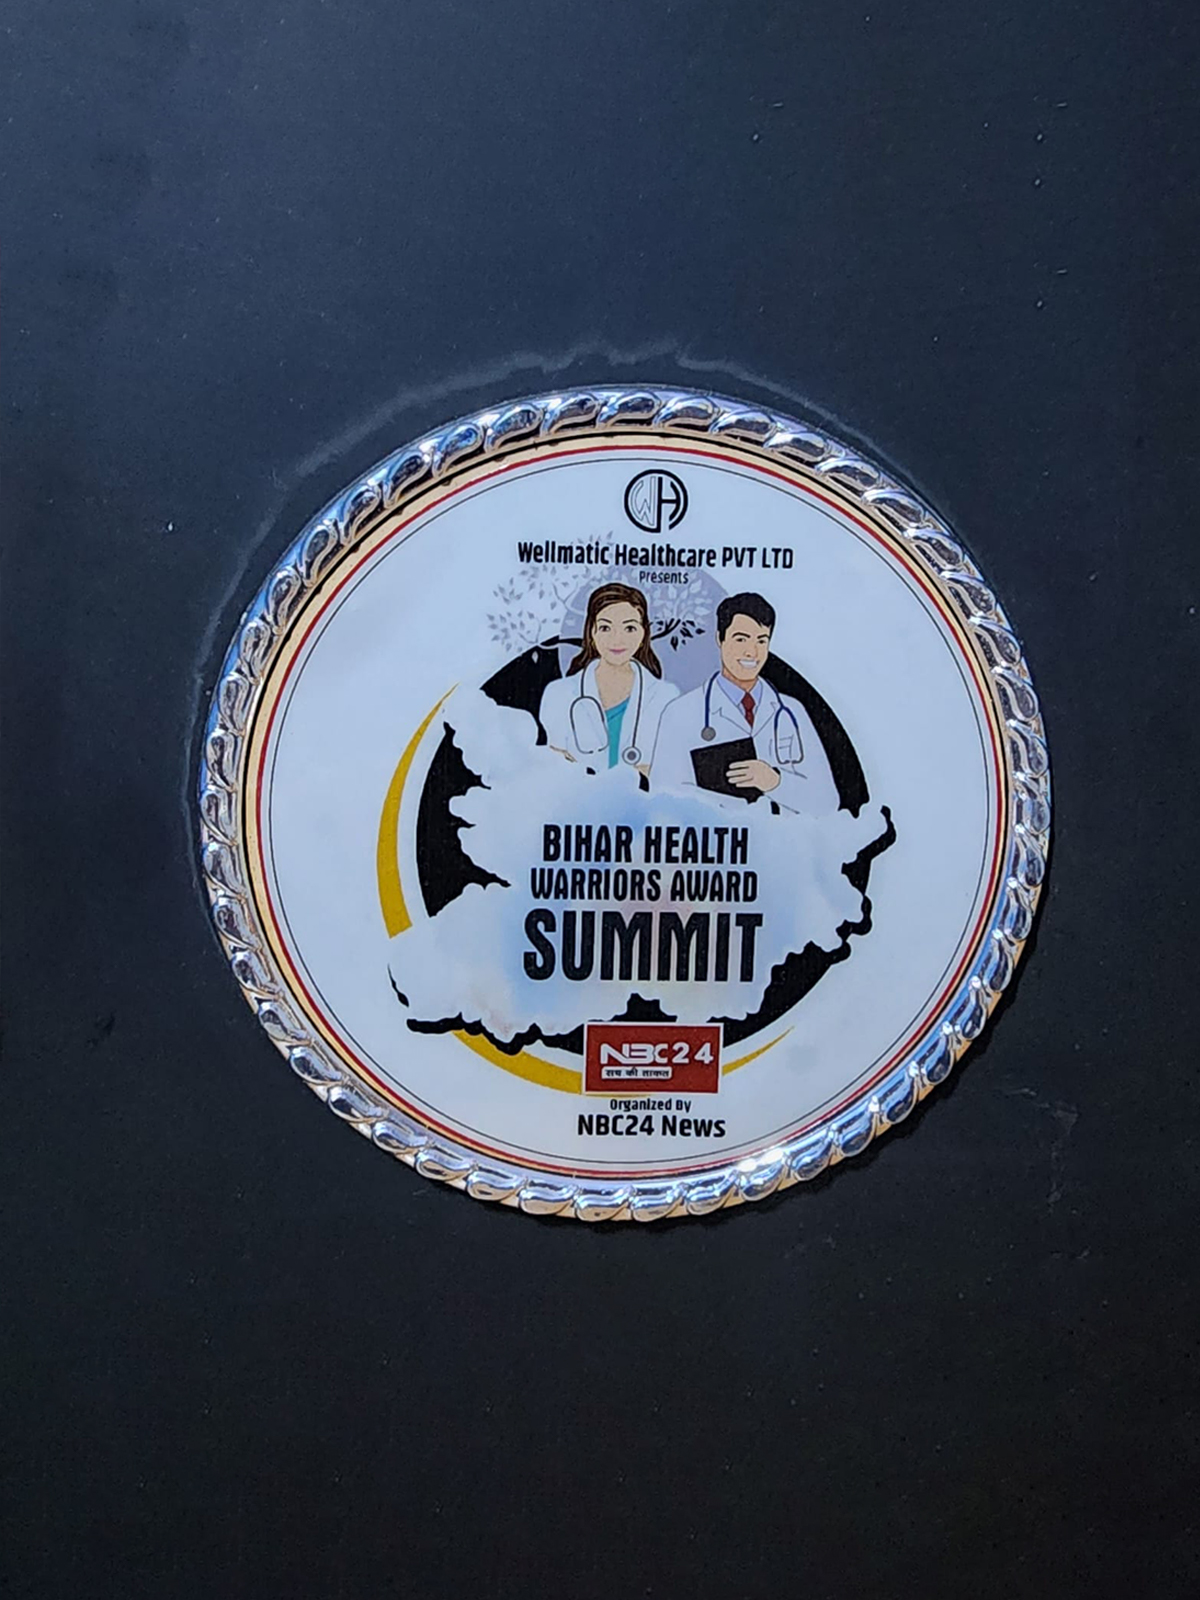 WH
Wellmatic Healthcare PVT LTD
Presents
BIHAR HEALTH
WARRIORS AWARD
SUMMIT
NBC24
सच की ताकत
Organized By
NBC24 News